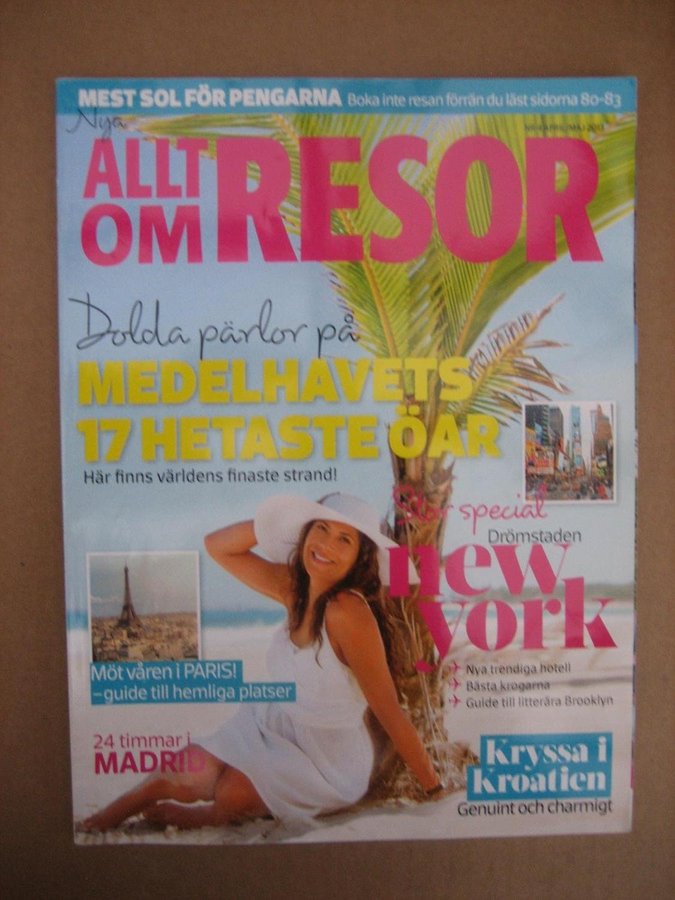 MEST SOL FÖR PENGARNA Boka inte resan förrän du läst sidorna 80-83
Nya
ALLT OM RESOR
Dolda pärlor på
MEDELHAVETS
17 HETASTE ÖAR
Här finns världens finaste strand!
Stor special
Drömstaden
new
york
Nya trendiga hotell
Bästa krogarna
Guide till litterära Brooklyn
Möt våren i PARIS!
– guide till hemliga platser
24 timmar i
MADRID
Kryssa i
Kroatien
Genuint och charmigt